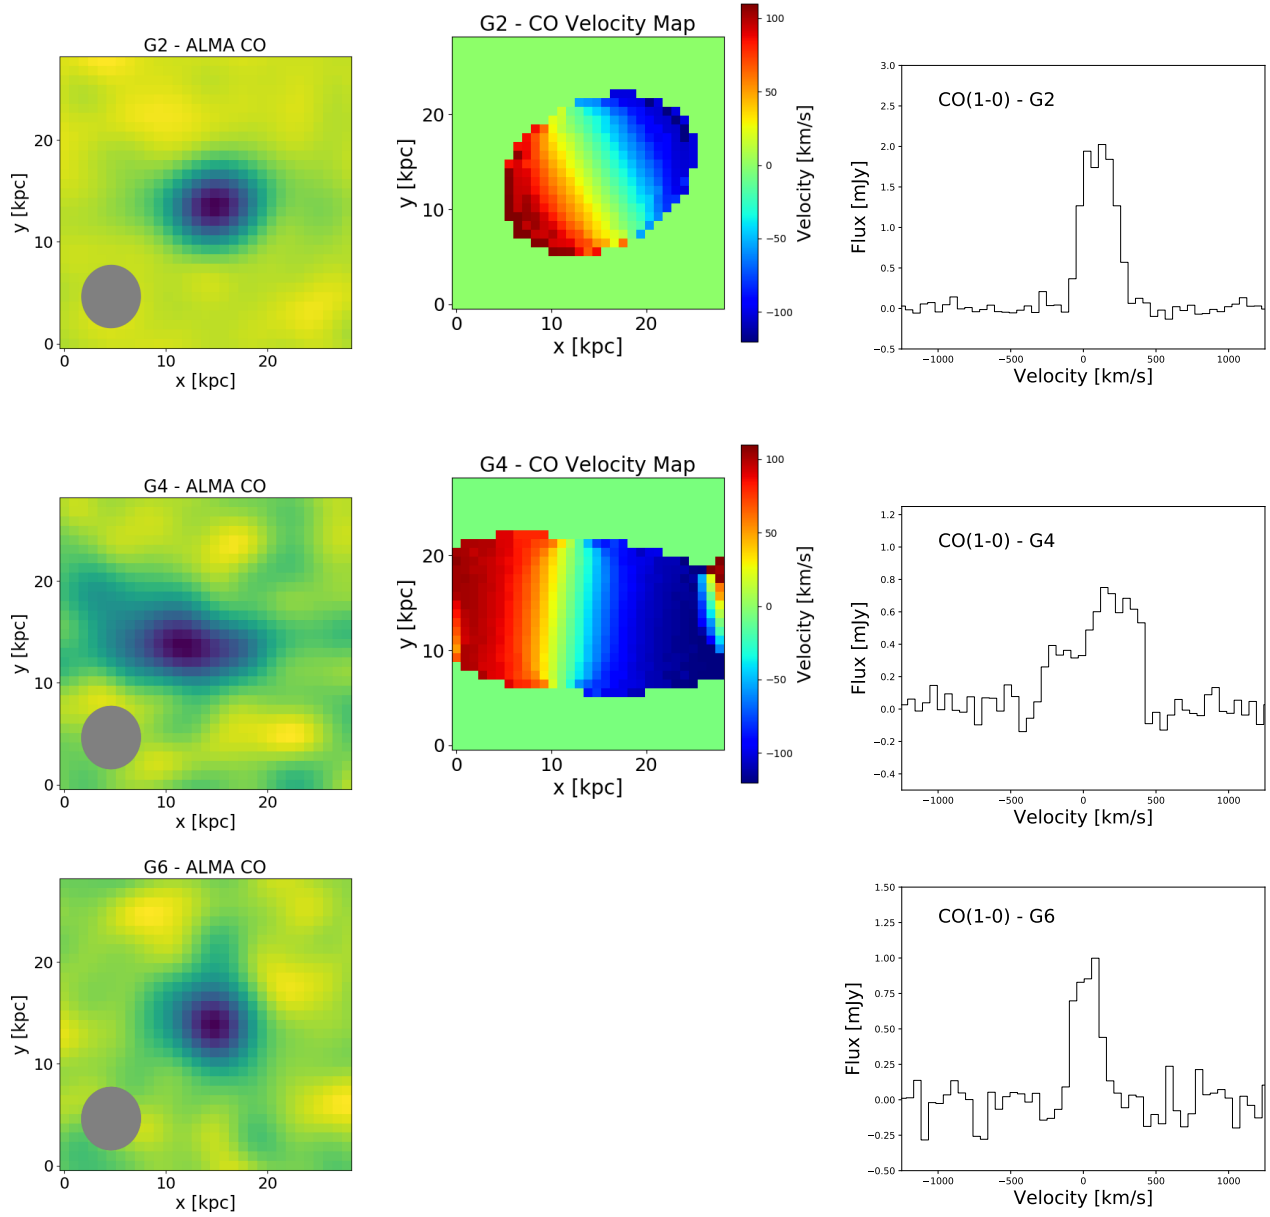 G2 - ALMA CO
20
10
0
0 10 20
x [kpc]
y [kpc]
G2 - CO Velocity Map
20
10
0
0 10 20
x [kpc]
y [kpc]
100
50
0
−50
−100
Velocity [km/s]
CO(1-0) - G2
3.0
2.5
2.0
1.5
1.0
0.5
0.0
−0.5
−1000 −500 0 500 1000
Velocity [km/s]
Flux [mJy]
G4 - ALMA CO
20
10
0
0 10 20
x [kpc]
y [kpc]
G4 - CO Velocity Map
20
10
0
0 10 20
x [kpc]
y [kpc]
100
50
0
−50
−100
Velocity [km/s]
CO(1-0) - G4
1.2
1.0
0.8
0.6
0.4
0.2
0.0
−0.2
−0.4
−1000 −500 0 500 1000
Velocity [km/s]
Flux [mJy]
G6 - ALMA CO
20
10
0
0 10 20
x [kpc]
y [kpc]
CO(1-0) - G6
1.50
1.25
1.00
0.75
0.50
0.25
0.00
−0.25
−0.50
−1000 −500 0 500 1000
Velocity [km/s]
Flux [mJy]